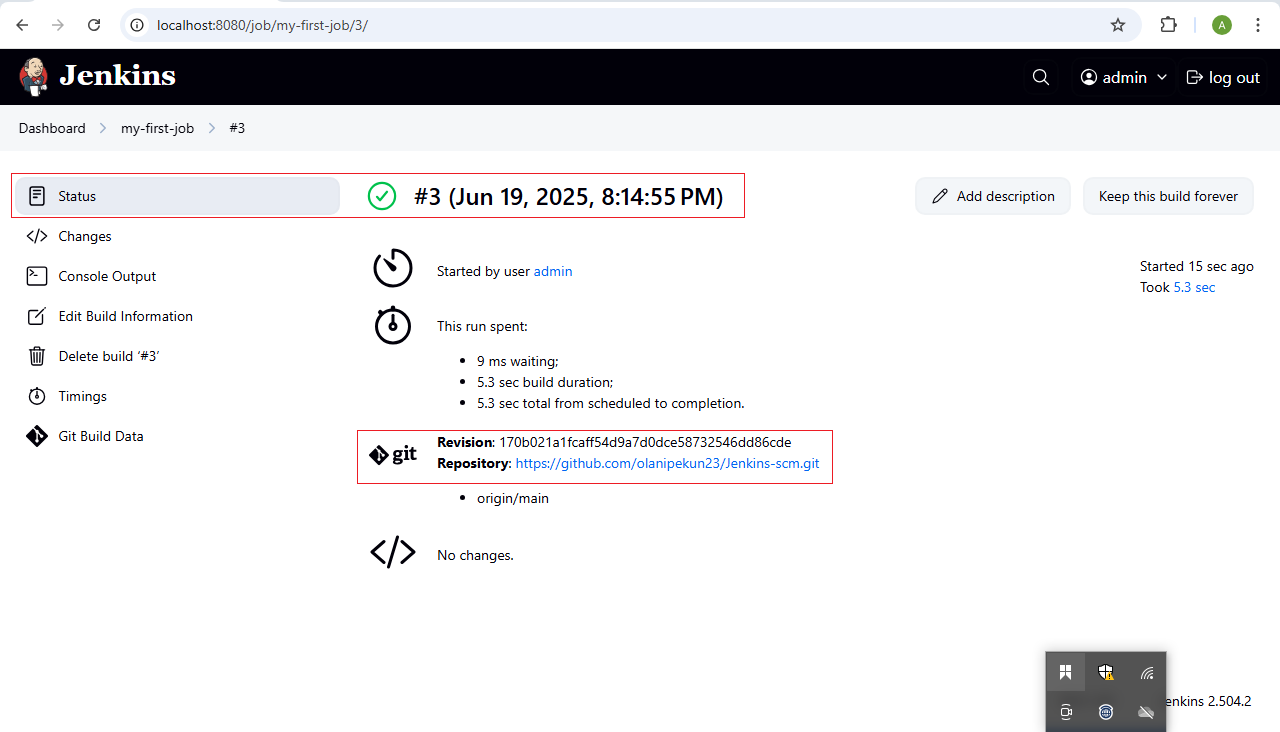 localhost:8080/job/my-first-job/3/
A
Jenkins
admin
log out
Dashboard
my-first-job
#3
Status
#3 (Jun 19, 2025, 8:14:55 PM)
Add description
Keep this build forever
Changes
Console Output
Edit Build Information
Delete build ‘#3’
Timings
Git Build Data
Started by user admin
Started 15 sec ago
Took 5.3 sec
This run spent:
9 ms waiting;
5.3 sec build duration;
5.3 sec total from scheduled to completion.
git
Revision: 170b021a1fcaff54d9a7d0dce58732546dd86cde
Repository: https://github.com/olanipekun23/Jenkins-scm.git
origin/main
No changes.
enkins 2.504.2